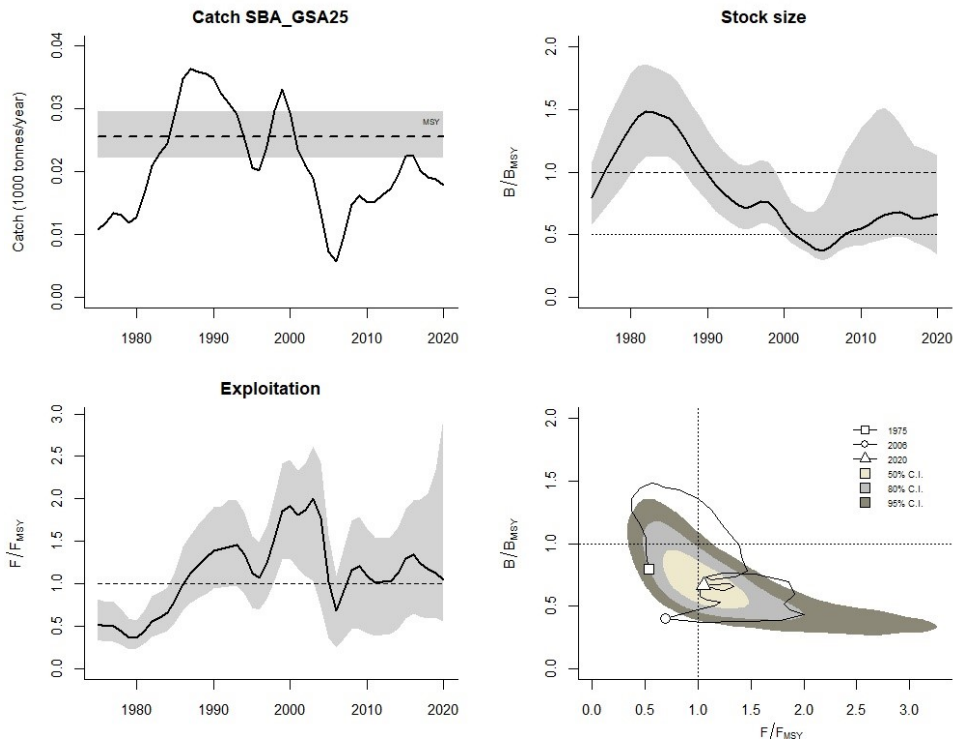 Catch SBA_GSA25
Catch (1000 tonnes/year)
0.04
0.03
0.02
0.01
0.00
MSY
1980 1990 2000 2010 2020
Stock size
B/BMSY
2.0
1.5
1.0
0.5
0.0
1980 1990 2000 2010 2020
Exploitation
F/FMSY
3.0
2.5
2.0
1.5
1.0
0.5
0.0
1980 1990 2000 2010 2020
B/BMSY
2.0
1.5
1.0
0.5
0.0
1975
2006
2020
50% C.I.
80% C.I.
95% C.I.
0.0 0.5 1.0 1.5 2.0 2.5 3.0
F/FMSY